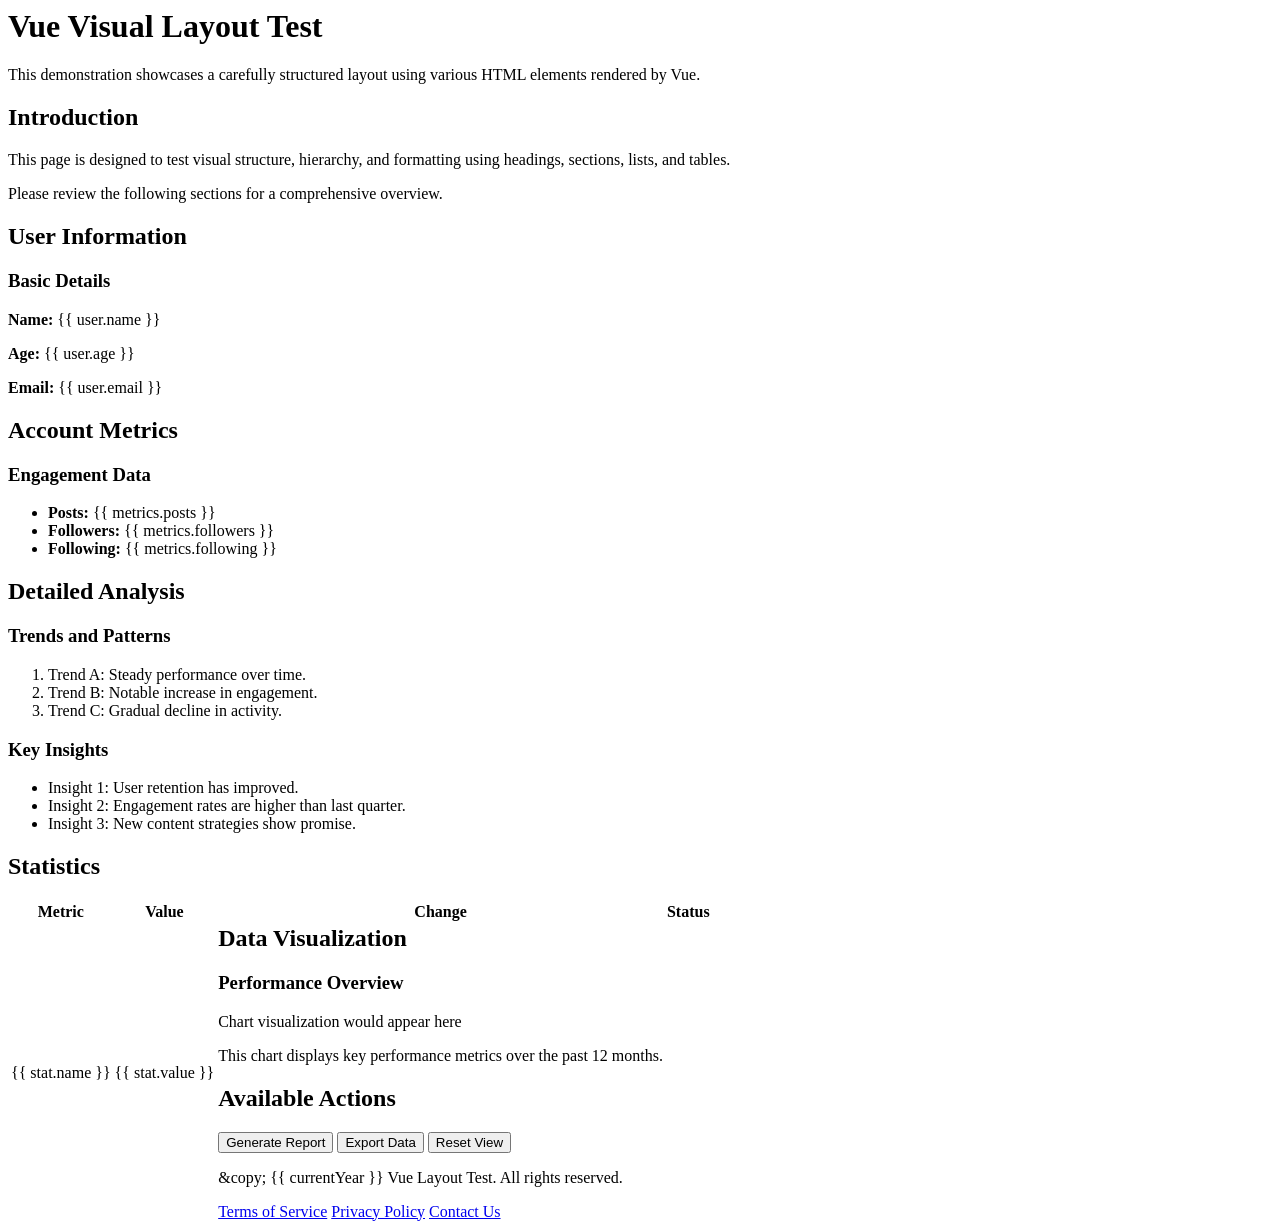 Vue Visual Layout Test
This demonstration showcases a carefully structured layout using various HTML elements rendered by Vue.
Introduction
This page is designed to test visual structure, hierarchy, and formatting using headings, sections, lists, and tables.
Please review the following sections for a comprehensive overview.
User Information
Basic Details
Name: {{ user.name }}
Age: {{ user.age }}
Email: {{ user.email }}
Account Metrics
Engagement Data
• Posts: {{ metrics.posts }}
• Followers: {{ metrics.followers }}
• Following: {{ metrics.following }}
Detailed Analysis
Trends and Patterns
1. Trend A: Steady performance over time.
2. Trend B: Notable increase in engagement.
3. Trend C: Gradual decline in activity.
Key Insights
• Insight 1: User retention has improved.
• Insight 2: Engagement rates are higher than last quarter.
• Insight 3: New content strategies show promise.
Statistics
Metric Value Change Status
{{ stat.name }} {{ stat.value }}
Data Visualization
Performance Overview
Chart visualization would appear here
This chart displays key performance metrics over the past 12 months.
Available Actions
Generate Report Export Data Reset View
&copy; {{ currentYear }} Vue Layout Test. All rights reserved.
Terms of Service Privacy Policy Contact Us